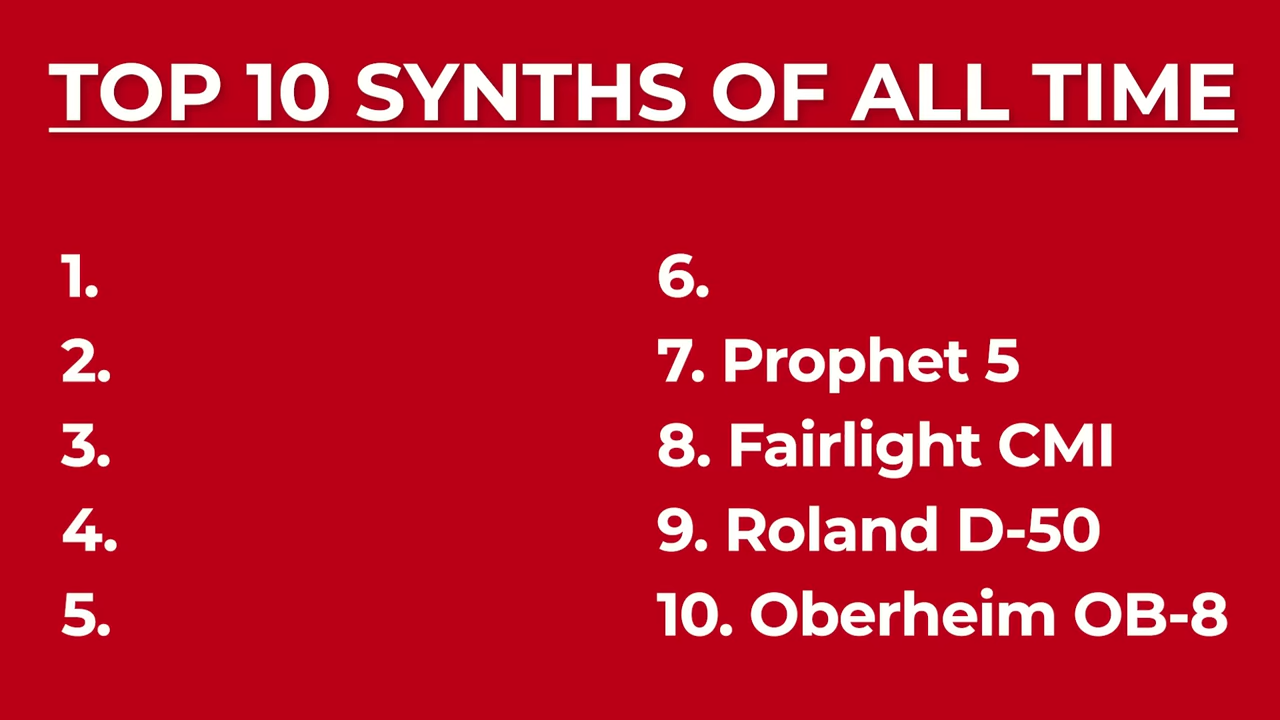 TOP 10 SYNTHS OF ALL TIME
1.
2.
3.
4.
5.
6.
7. Prophet 5
8. Fairlight CMI
9. Roland D-50
10. Oberheim OB-8